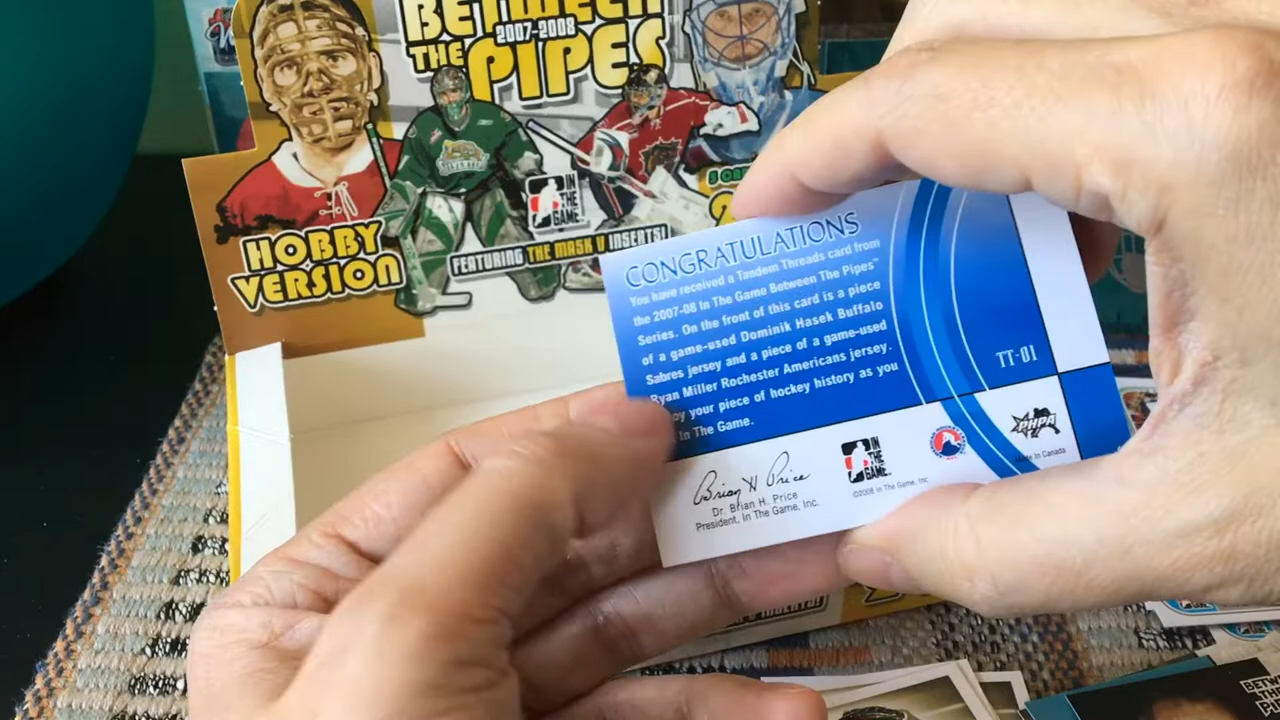 BETWEEN
2007-2008
THE PIPES
HOBBY
VERSION
IN
THE
GAME
FEATURING THE MASK V INSERTS!
CONGRATULATIONS
You have received a Tandem Threads card from
the 2007-08 In The Game Between The Pipes™
Series. On the front of this card is a piece
of a game-used Dominik Hasek Buffalo
Sabres jersey and a piece of a game-used
Ryan Miller Rochester Americans jersey.
oy your piece of hockey history as you
In The Game.
TT-01
Brian H Price
Dr. Brian H. Price
President, In The Game, Inc.
IN
THE
GAME
©2008 In The Game, Inc
PHPA
Made In Canada